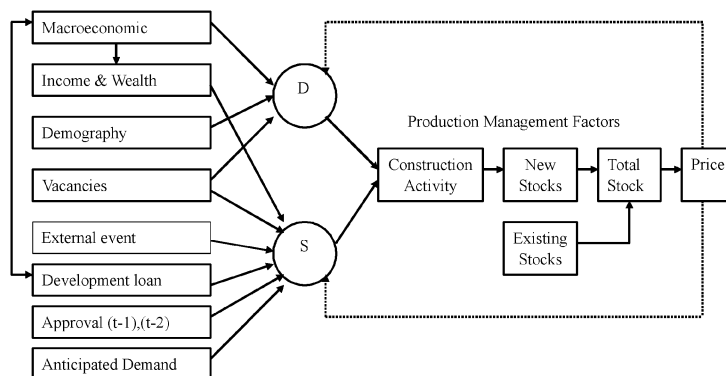 Macroeconomic
Income & Wealth
Demography
Vacancies
External event
Development loan
Approval (t-1),(t-2)
Anticipated Demand
D
S
Production Management Factors
Construction
Activity
New
Stocks
Total
Stock
Price
Existing
Stocks